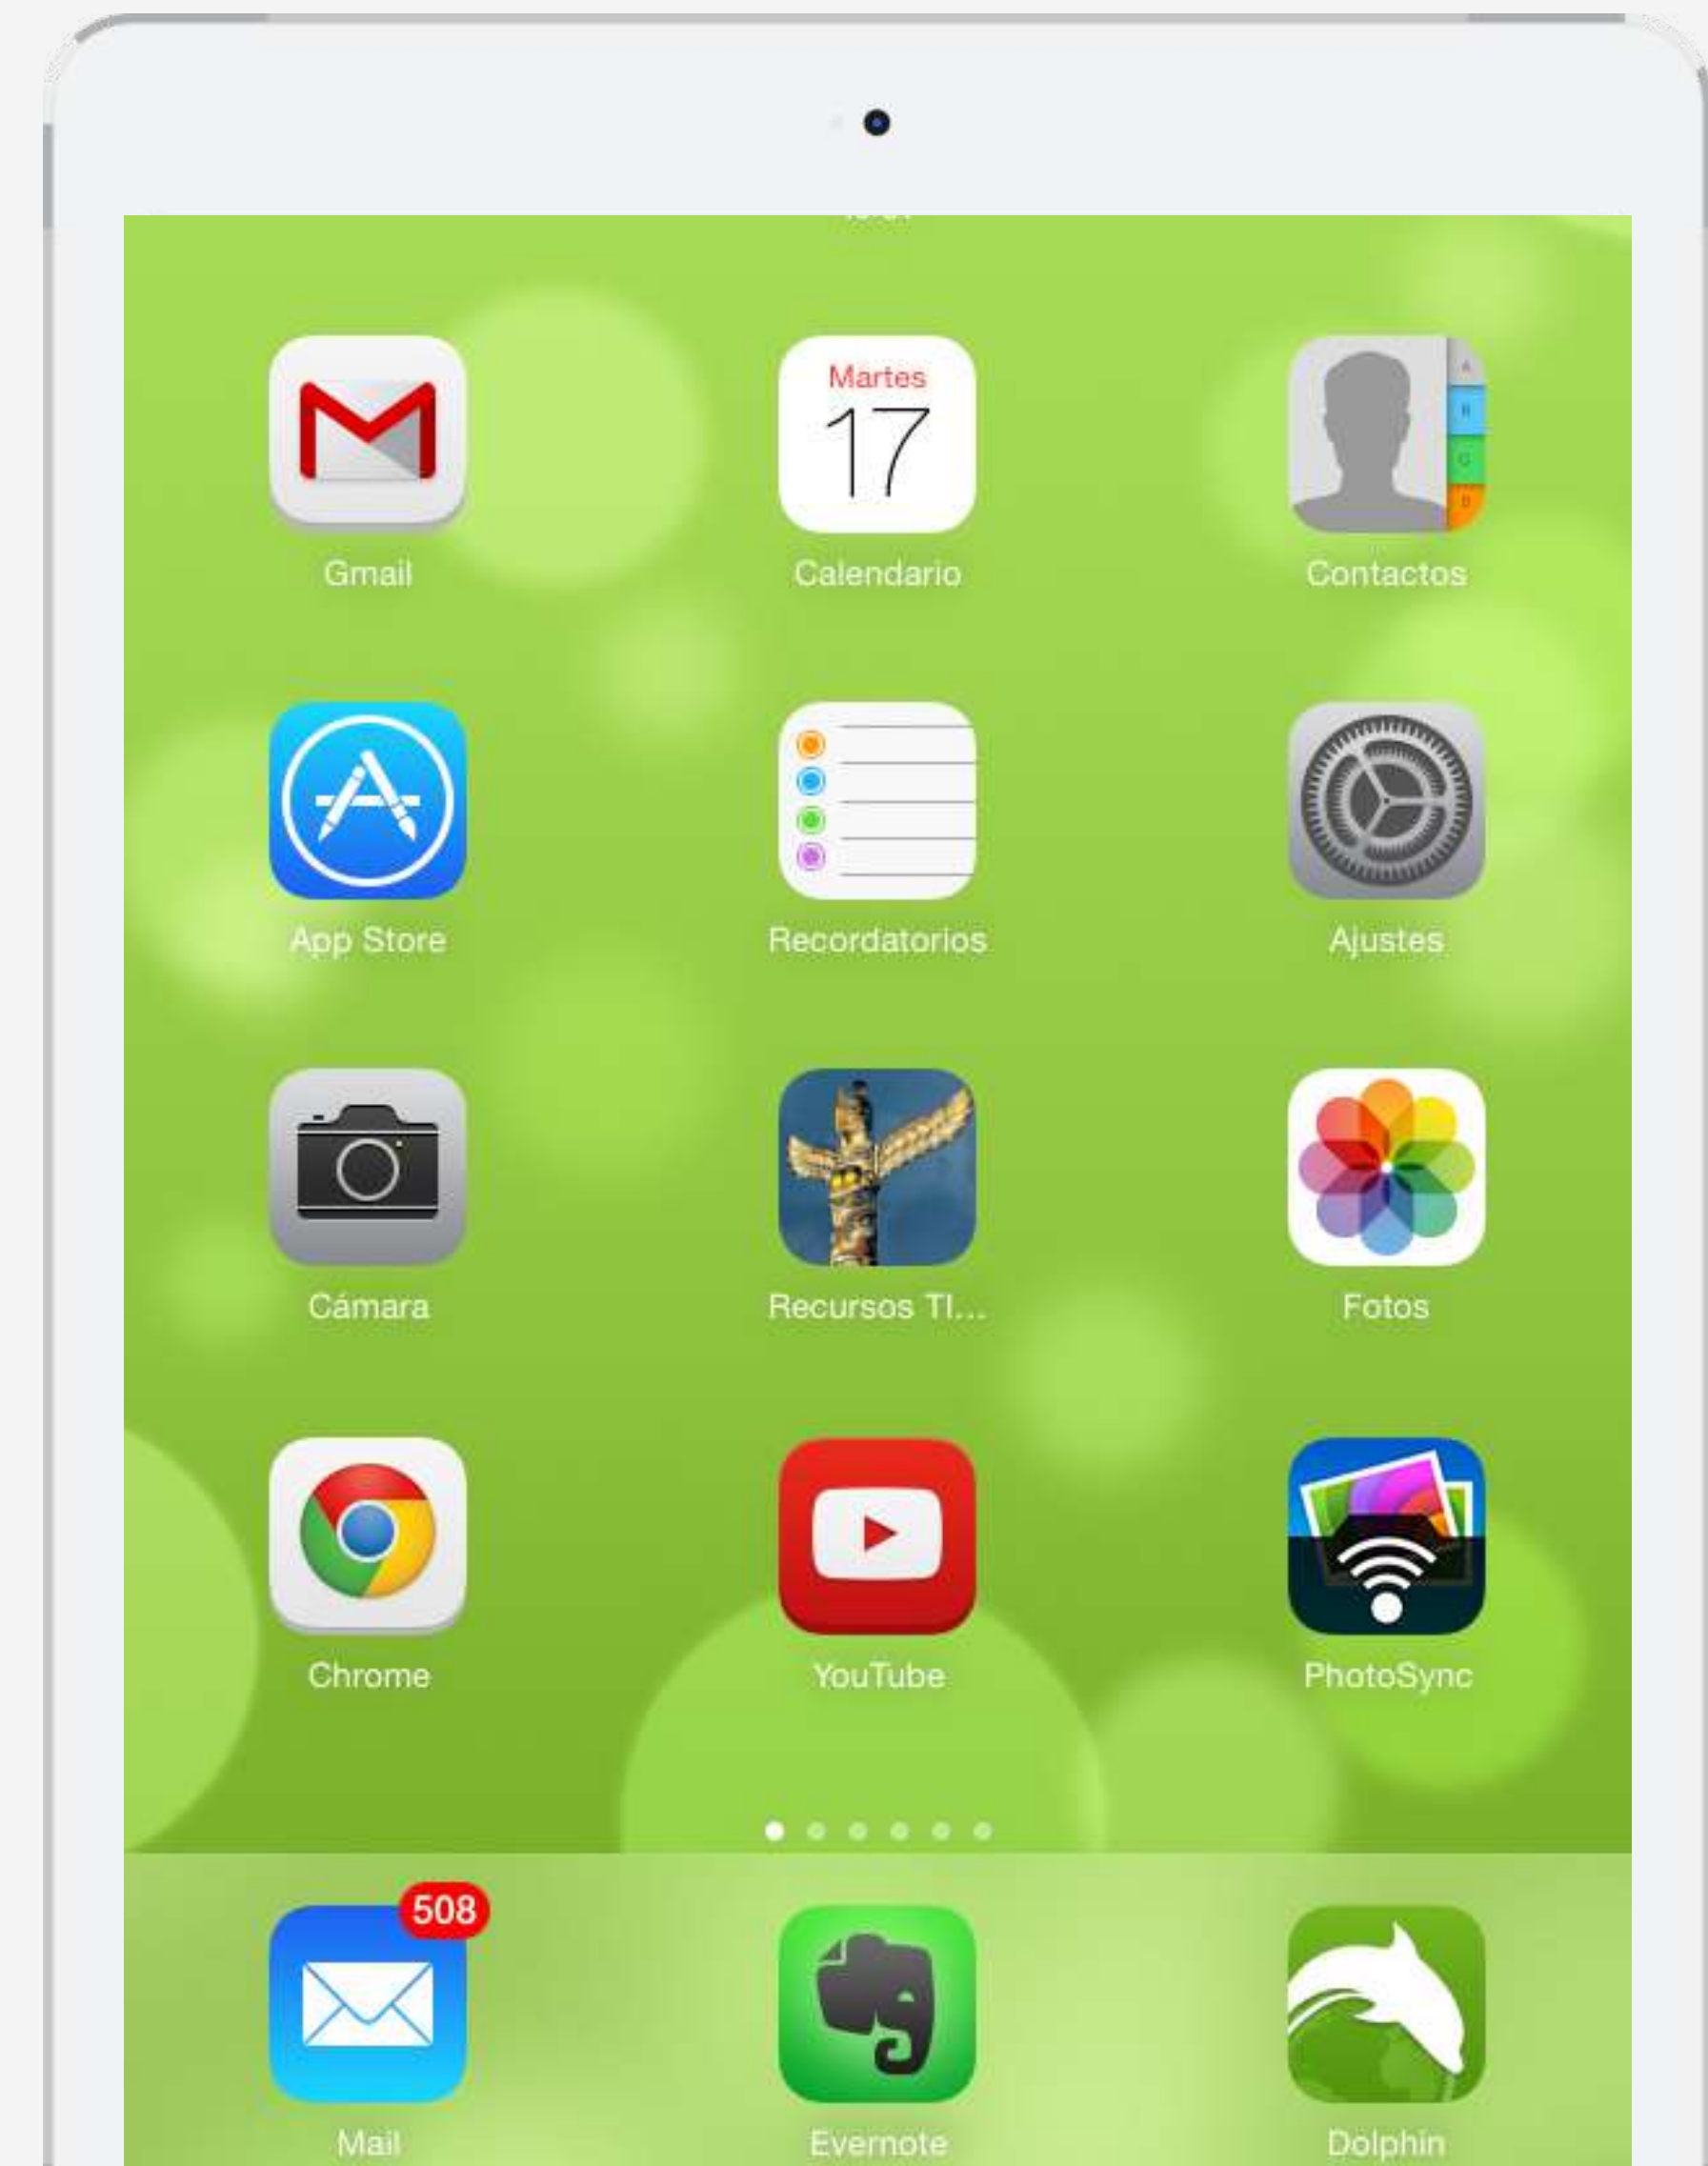 Martes
17
Gmail
Calendario
Contactos
App Store
Recordatorios
Ajustes
Cámara
Recursos TI...
Fotos
Chrome
YouTube
PhotoSync
508
Mail
Evernote
Dolphin